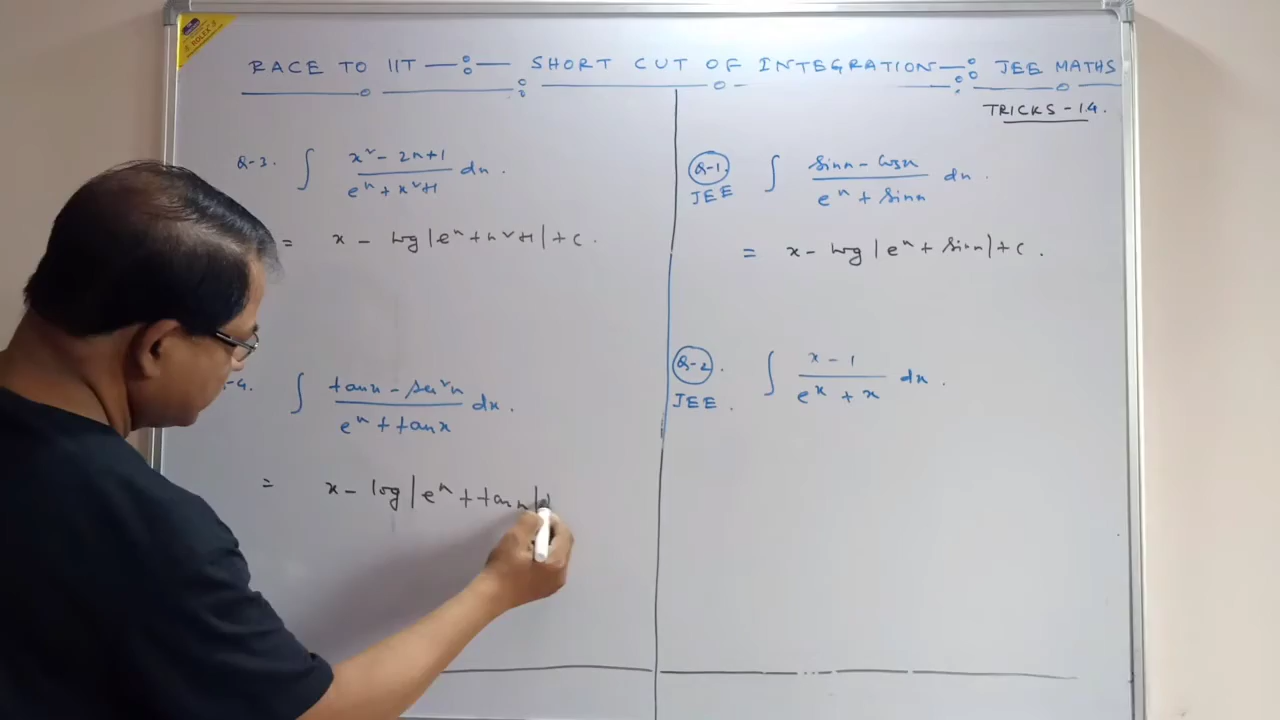 ROLEX'S
RACE TO IIT —:— SHORT CUT OF INTEGRATION —: JEE MATHS
TRICKS - 14.
Q-3. ∫ (x² - 2x+1)/(eˣ + x²+1) dx.
= x - log|eˣ+x²+1|+c.
-4. ∫ (tanx - sec²x)/(eˣ + tanx) dx.
= x - log|eˣ + tanx|
Q-1. JEE ∫ (sinx - cosx)/(eˣ + sinx) dx.
= x - log|eˣ + sinx|+c.
Q-2. JEE. ∫ (x - 1)/(eˣ + x) dx.